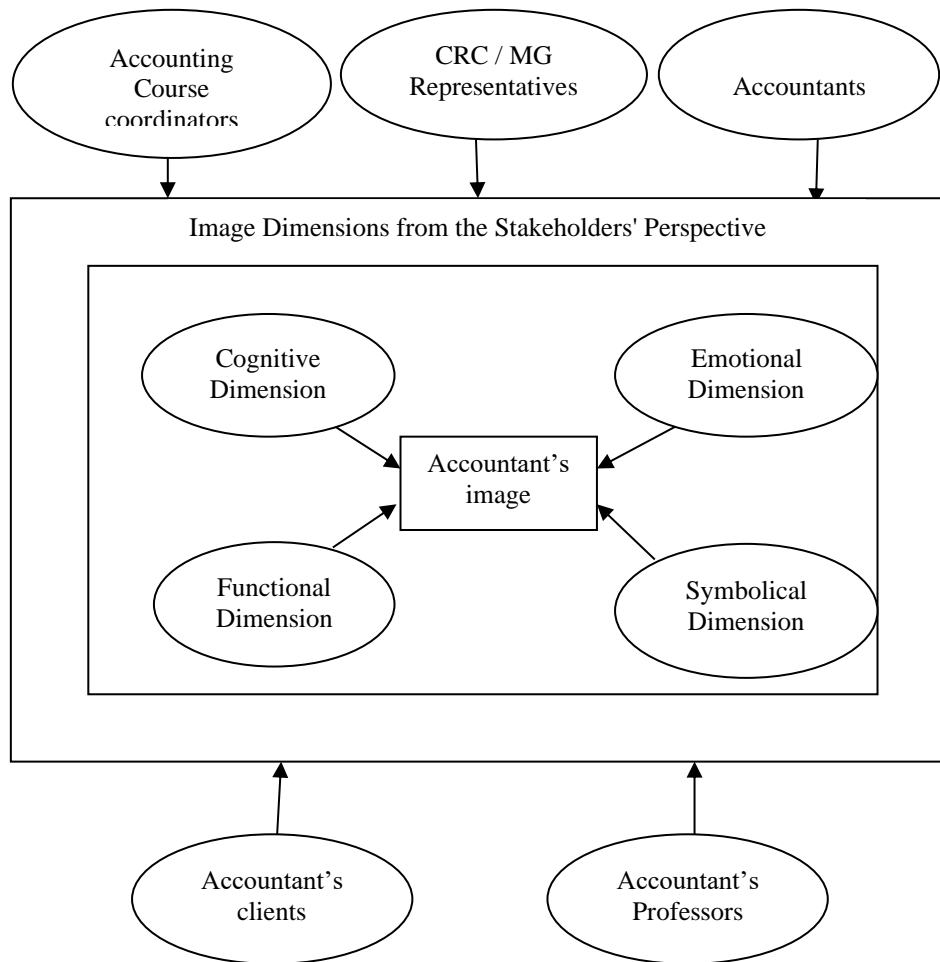 Accounting
Course
coordinators
CRC / MG
Representatives
Accountants
Image Dimensions from the Stakeholders' Perspective
Cognitive
Dimension
Emotional
Dimension
Accountant’s
image
Functional
Dimension
Symbolical
Dimension
Accountant’s
clients
Accountant’s
Professors